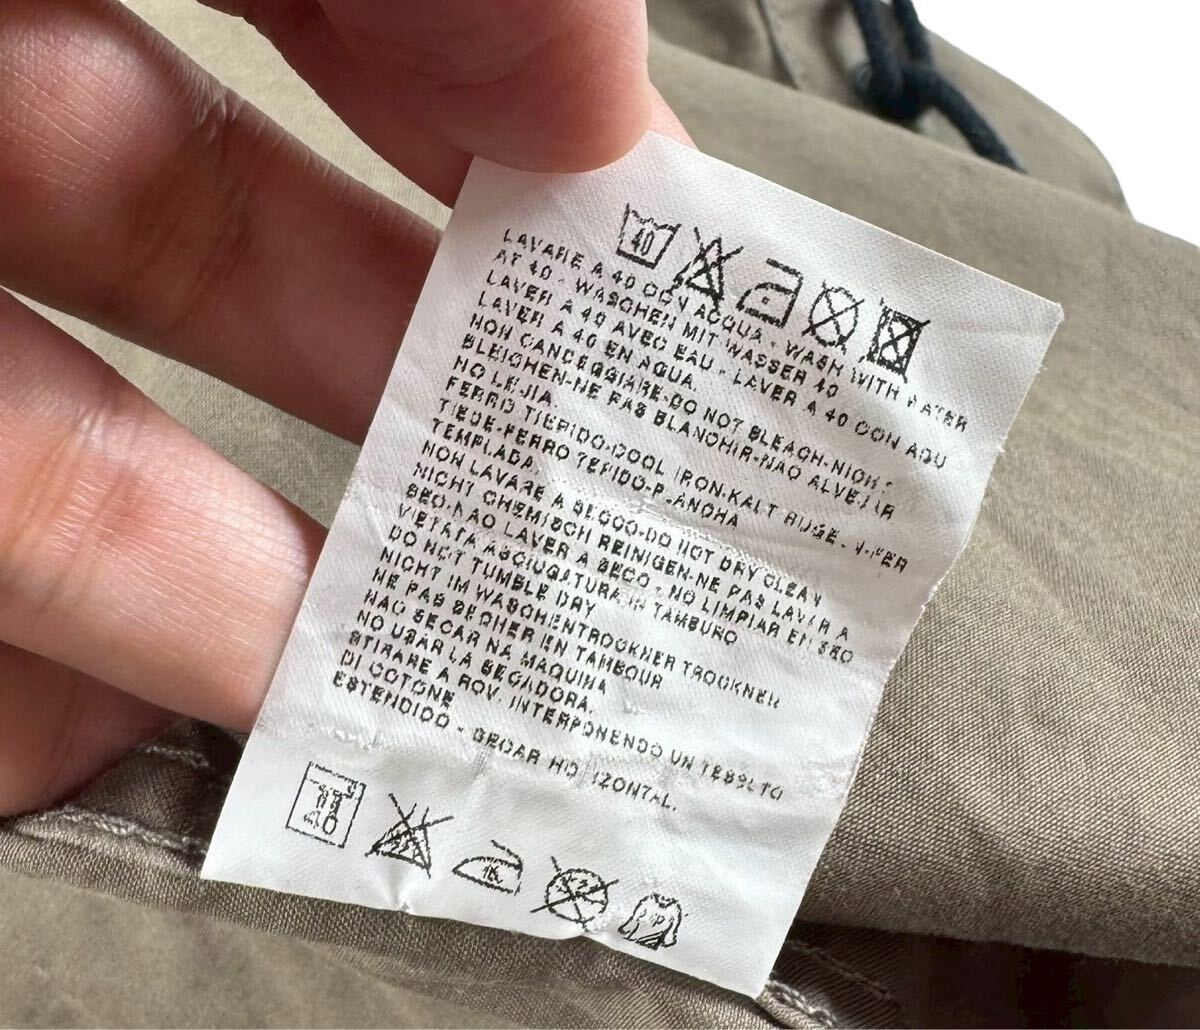 40
LAVARE A 40 CON ACQUA - WASH WITH WATER
AT 40 - WASCHEN MIT WASSER 40
LAVER A 40 AVEC EAU - LAVER A 40 CON AQU
LAVER A 40 EN AQUA.
NON CANDEGGIARE-DO NOT BLEACH-NICHT
BLEICHEN-NE PAS BLANCHIR-NAO ALVEJAR
NO LEJIA.
FERRO TIEPIDO-COOL IRON-KALT BUGE-
TIEDE-FERRO TEPIDO-PLANCHA
TEMPLADA.
NON LAVARE A SECCO-DO NOT DRY CLEAN
NICHT CHEMISCH REINIGEN-NE PAS LAVER A
SEC-NAO LAVER A SECO - NO LIMPIAR EN SEO
VIETATA ASCIUGATURA IN TAMBURO
DO NOT TUMBLE DRY
NICHT IM WASCHENTROCKNER TROCKNEN
NE PAS SECHER EN TAMBOUR
NAO SECAR NA MAQUINA
NO USAR LA SECADORA.
STIRARE A ROV. INTERPONENDO UN TESSUTO
DI COTONE
ESTENDIDO - SECAR HORIZONTAL.
40